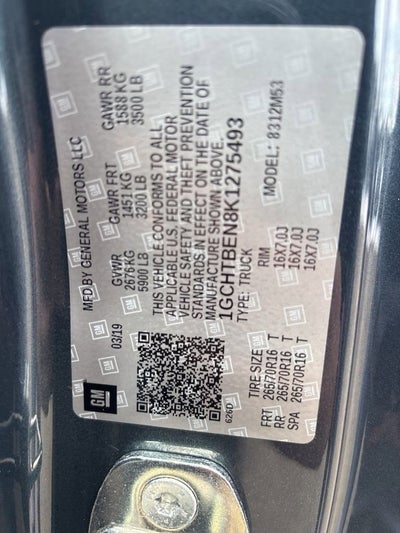 MFD BY GENERAL MOTORS LLC
03/19
GVWR GAWR FRT GAWR RR
2676 KG 1451 KG 1588 KG
5900 LB 3200 LB 3500 LB
THIS VEHICLE CONFORMS TO ALL
APPLICABLE U.S. FEDERAL MOTOR
VEHICLE SAFETY AND THEFT PREVENTION
STANDARDS IN EFFECT ON THE DATE OF
MANUFACTURE SHOWN ABOVE.
1GCHTBEN8K1275493
TYPE: TRUCK MODEL: 8312M53
626D
TIRE SIZE RIM
FRT 265/70R16 T 16X7.0J
RR 265/70R16 T 16X7.0J
SPA 265/70R16 T 16X7.0J
GM